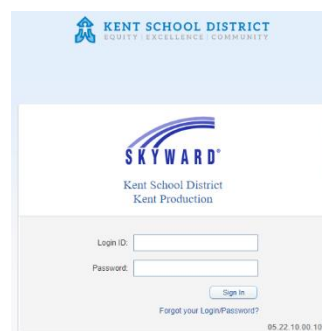 KENT SCHOOL DISTRICT
EQUITY | EXCELLENCE | COMMUNITY
SKYWARD®
Kent School District
Kent Production
Login ID:
Password:
Sign In
Forgot your Login/Password?
05.22.10.00.10